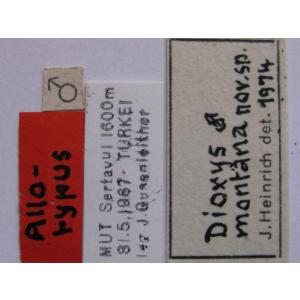 ♂
Allo-
typus
MUT Sertavul 1600m
31.5.1967 - TURKEI
leg. J. Gusenleitner
Dioxys ♂
montana nov.sp.
J. Heinrich det. 1974